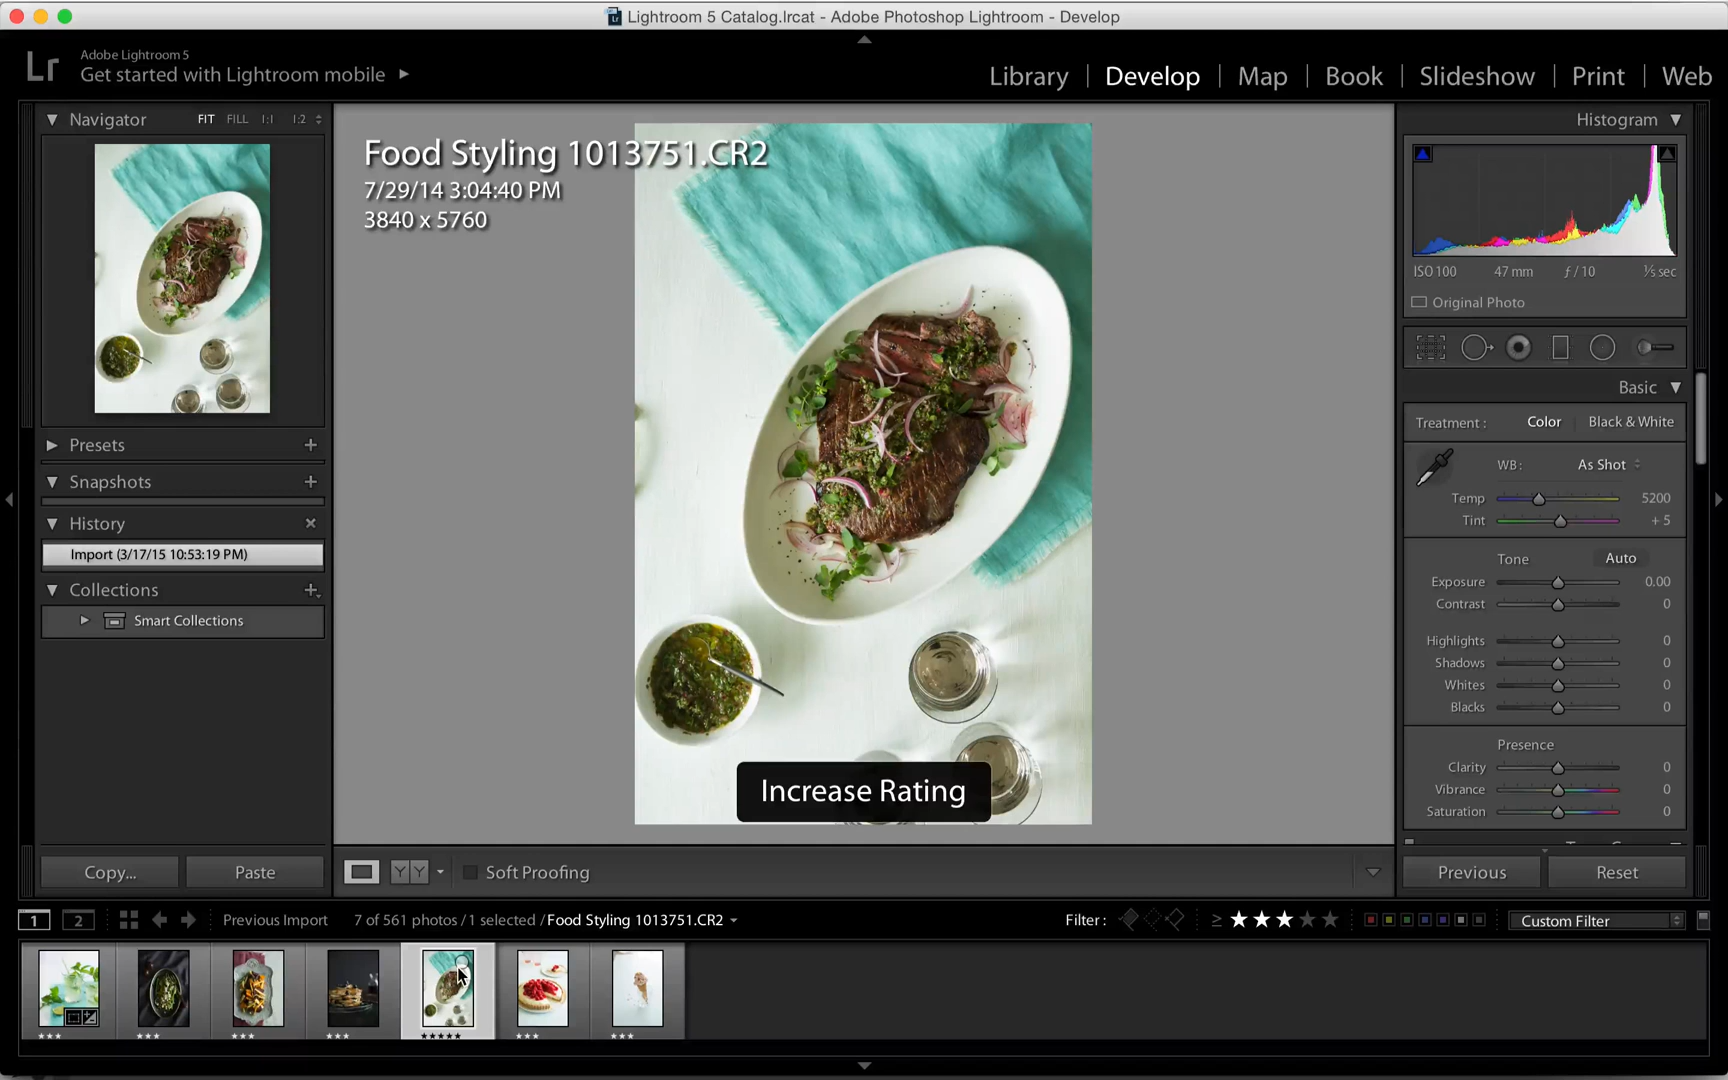 Lightroom 5 Catalog.lrcat - Adobe Photoshop Lightroom - Develop
Lr
Adobe Lightroom 5
Get started with Lightroom mobile
Library | Develop | Map | Book | Slideshow | Print | Web
Navigator FIT FILL 1:1 1:2
Food Styling 1013751.CR2
7/29/14 3:04:40 PM
3840 x 5760
Histogram
ISO 100 47 mm ƒ / 10 ⅕ sec
Original Photo
Basic
Treatment : Color Black & White
WB : As Shot
Temp 5200
Tint + 5
Tone Auto
Exposure 0.00
Contrast 0
Highlights 0
Shadows 0
Whites 0
Blacks 0
Presence
Clarity 0
Vibrance 0
Saturation 0
Presets
Snapshots
History
Import (3/17/15 10:53:19 PM)
Collections
Smart Collections
Increase Rating
Copy... Paste
YY Soft Proofing
Previous Reset
1 2 Previous Import 7 of 561 photos / 1 selected / Food Styling 1013751.CR2
Filter : ≥ ★★★★★ Custom Filter